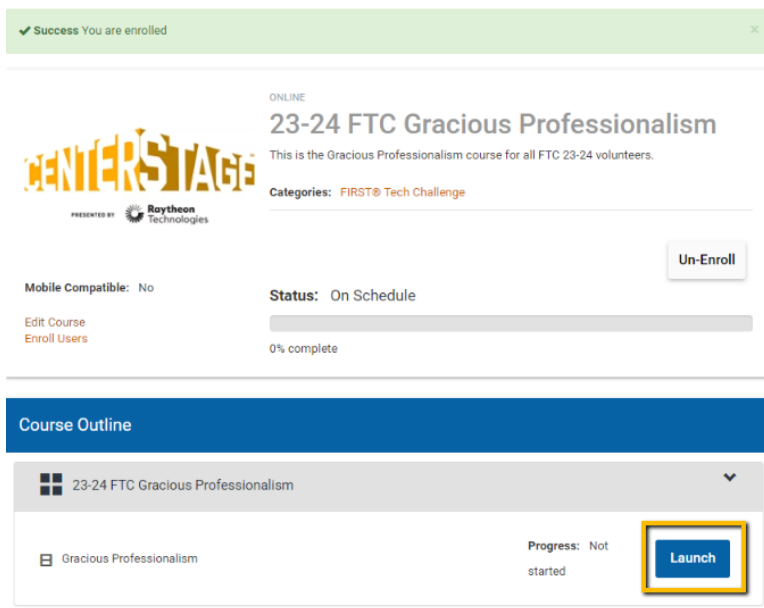 ✔ Success You are enrolled ×
ONLINE
23-24 FTC Gracious Professionalism
This is the Gracious Professionalism course for all FTC 23-24 volunteers.
CENTERSTAGE
PRESENTED BY Raytheon Technologies
Categories: FIRST® Tech Challenge
Un-Enroll
Mobile Compatible: No
Edit Course
Enroll Users
Status: On Schedule
0% complete
Course Outline
23-24 FTC Gracious Professionalism
Gracious Professionalism
Progress: Not
started
Launch